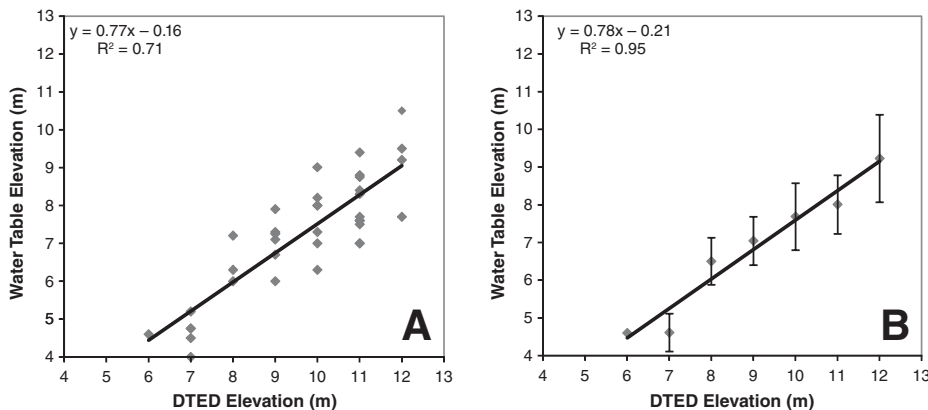 y = 0.77x – 0.16
R² = 0.71
Water Table Elevation (m)
13
12
11
10
9
8
7
6
5
4
4 5 6 7 8 9 10 11 12 13
DTED Elevation (m)
A
y = 0.78x – 0.21
R² = 0.95
Water Table Elevation (m)
13
12
11
10
9
8
7
6
5
4
4 5 6 7 8 9 10 11 12 13
DTED Elevation (m)
B